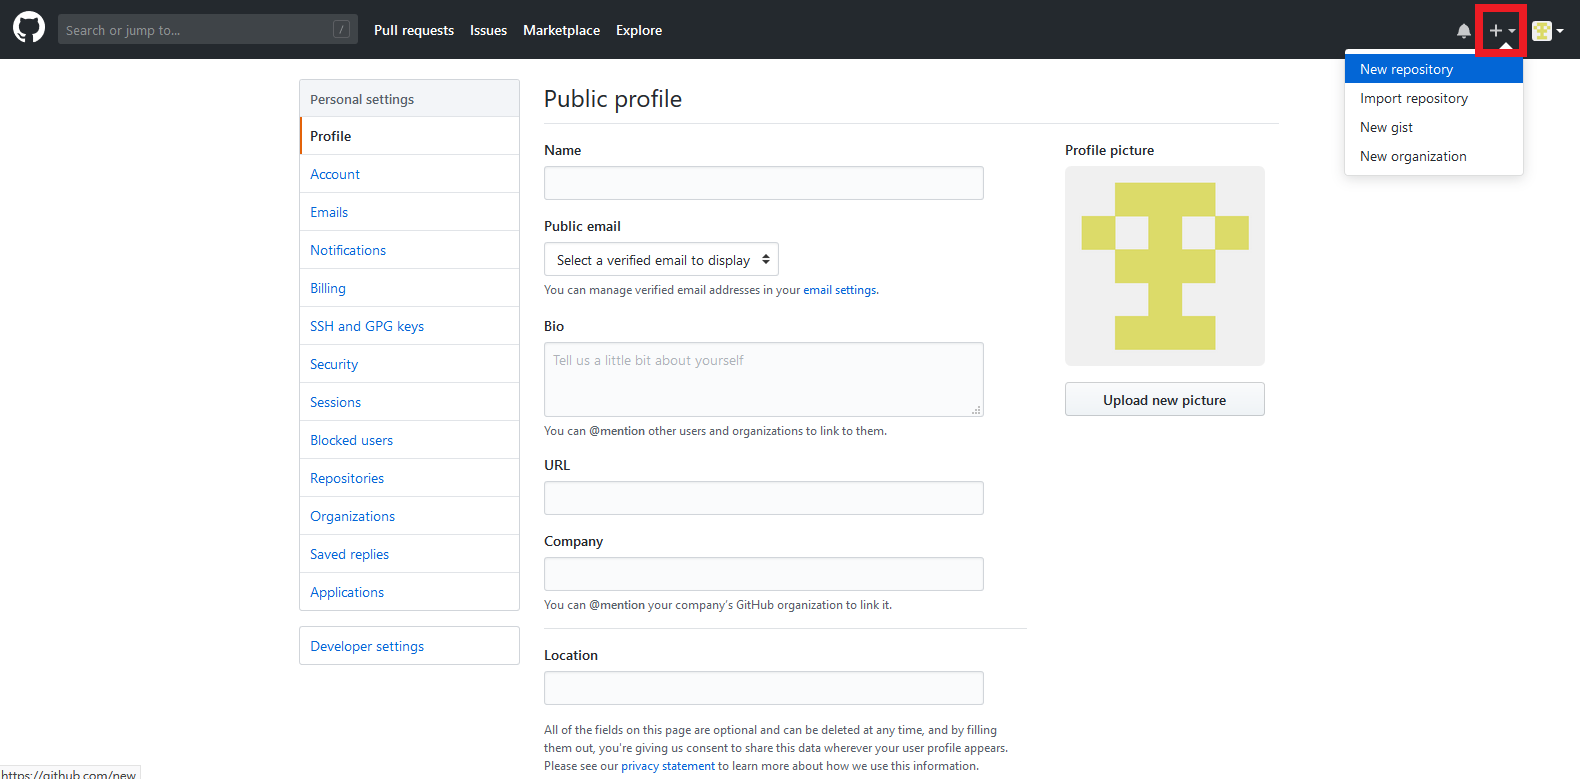 Search or jump to...
/
Pull requests
Issues
Marketplace
Explore
New repository
Import repository
New gist
New organization
Personal settings
Profile
Account
Emails
Notifications
Billing
SSH and GPG keys
Security
Sessions
Blocked users
Repositories
Organizations
Saved replies
Applications
Developer settings
Public profile
Name
Public email
Select a verified email to display
You can manage verified email addresses in your email settings.
Bio
Tell us a little bit about yourself
You can @mention other users and organizations to link to them.
URL
Company
You can @mention your company's GitHub organization to link it.
Location
All of the fields on this page are optional and can be deleted at any time, and by filling
them out, you're giving us consent to share this data wherever your user profile appears.
Please see our privacy statement to learn more about how we use this information.
Profile picture
Upload new picture
https://github.com/new